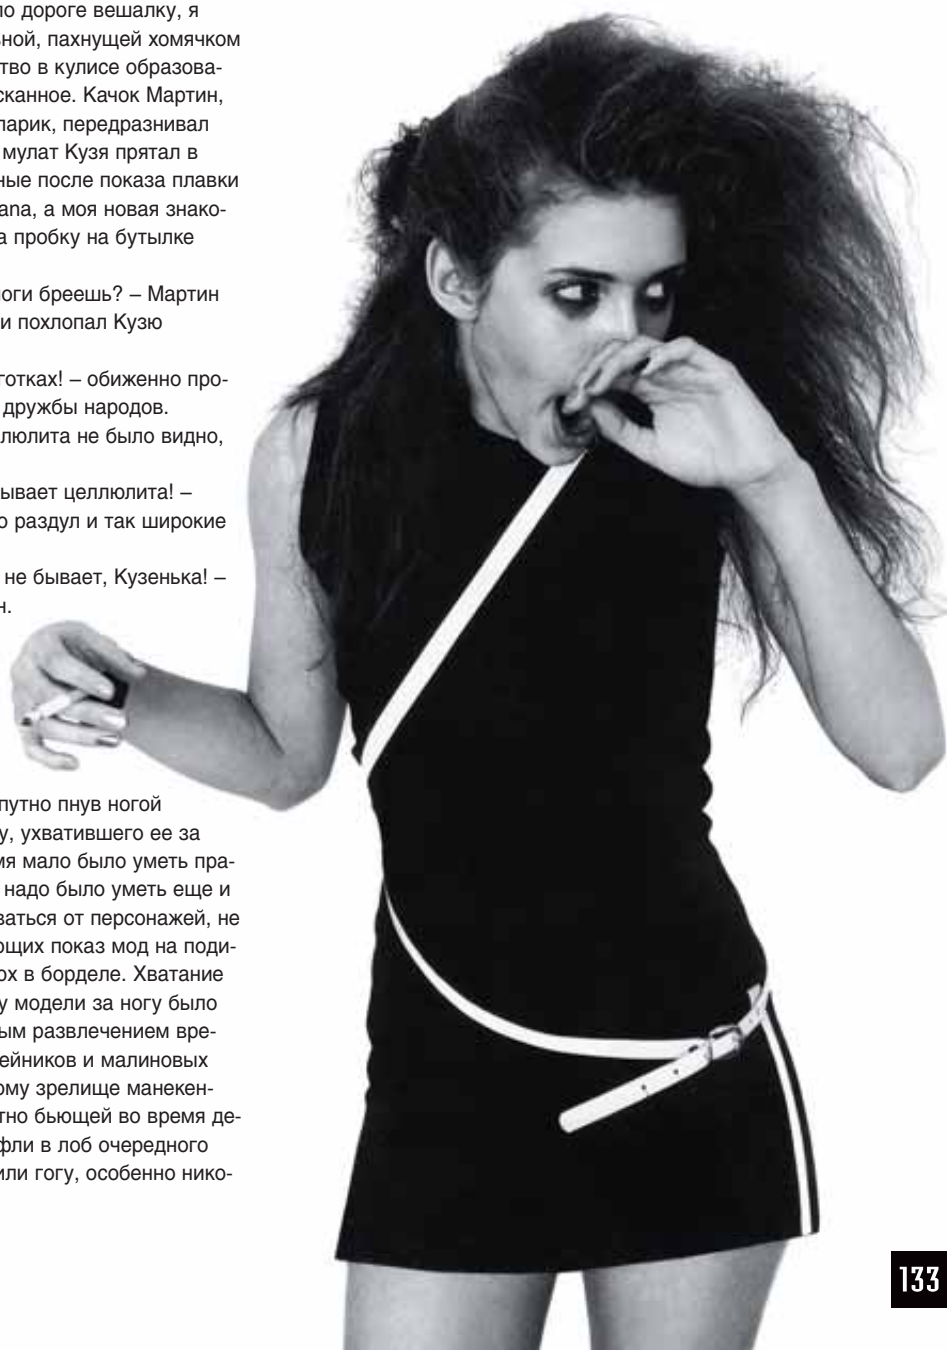 по дороге вешалку, я
ной, пахнущей хомячком
тво в кулисе образова-
сканное. Качок Мартин,
парик, передразнивал
мулат Кузя прятал в
ные после показа плавки
ana, а моя новая знако-
а пробку на бутылке
ноги бреешь? – Мартин
и похлопал Кузю
готках! – обиженно про-
дружбы народов.
люлита не было видно,
ывает целлюлита! –
о раздул и так широкие
не бывает, Кузенька! –
н.
путно пнув ногой
у, ухватившего ее за
мя мало было уметь пра-
надо было уметь еще и
ваться от персонажей, не
ющих показ мод на поди-
ох в борделе. Хватание
у модели за ногу было
ым развлечением вре-
ейников и малиновых
ому зрелище манекен-
тно бьющей во время де-
фли в лоб очередного
или гогу, особенно нико-
133